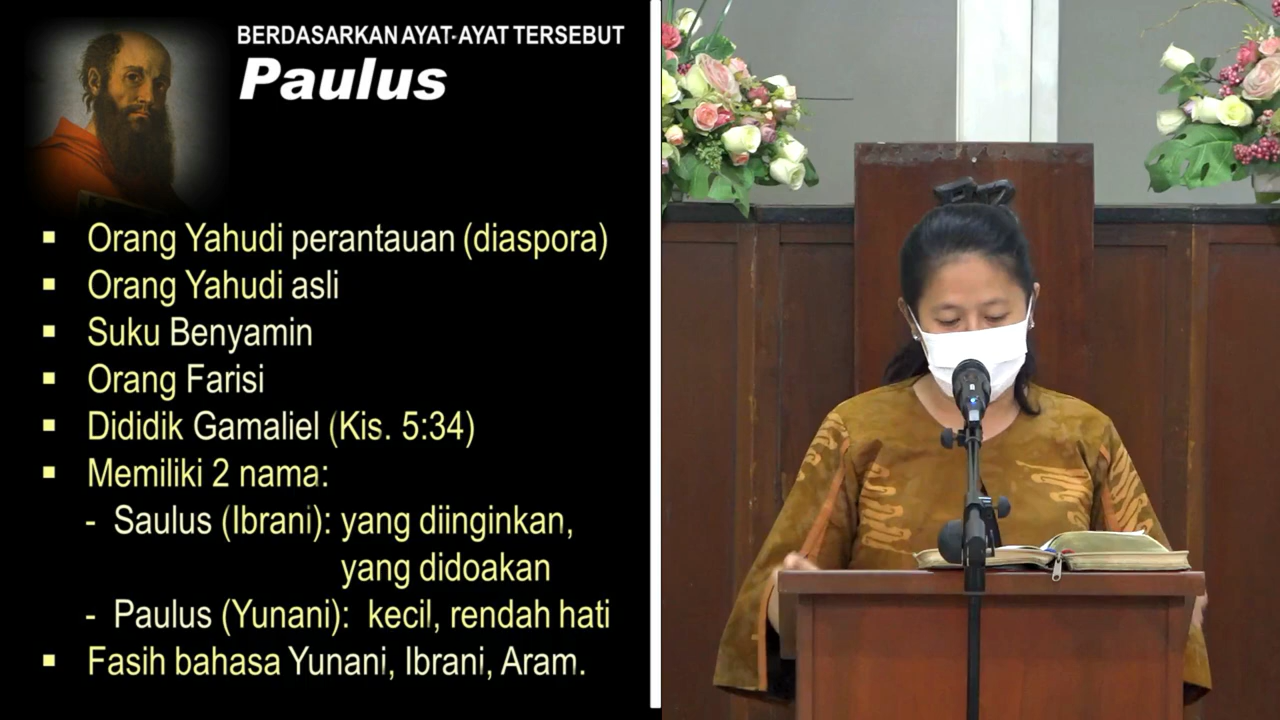 BERDASARKAN AYAT-AYAT TERSEBUT
Paulus
▪ Orang Yahudi perantauan (diaspora)
▪ Orang Yahudi asli
▪ Suku Benyamin
▪ Orang Farisi
▪ Dididik Gamaliel (Kis. 5:34)
▪ Memiliki 2 nama:
- Saulus (Ibrani): yang diinginkan,
yang didoakan
- Paulus (Yunani): kecil, rendah hati
▪ Fasih bahasa Yunani, Ibrani, Aram.